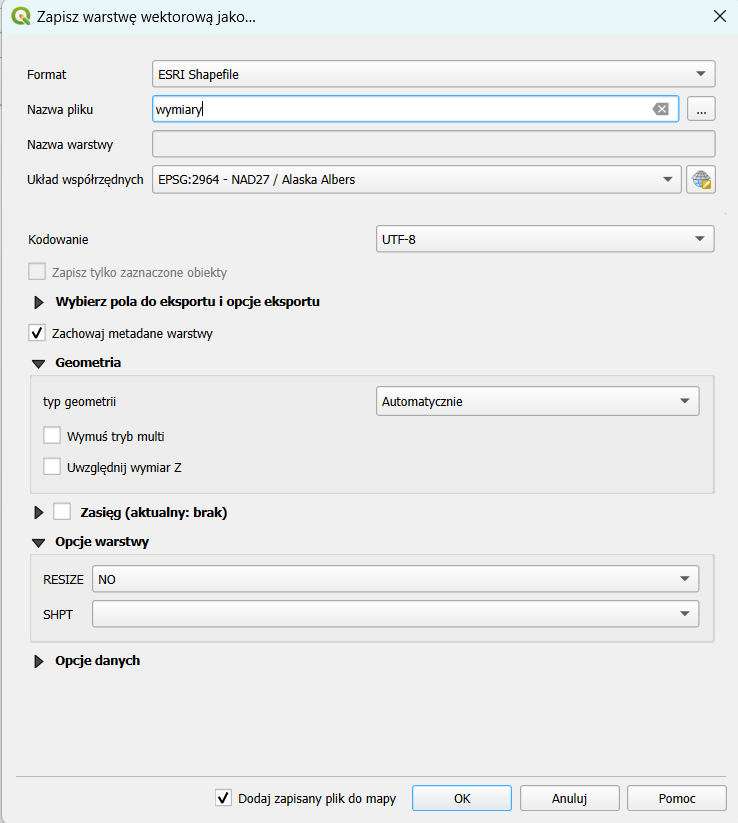 Zapisz warstwę wektorową jako...
Format ESRI Shapefile
Nazwa pliku wymiary ...
Nazwa warstwy
Układ współrzędnych EPSG:2964 - NAD27 / Alaska Albers
Kodowanie UTF-8
Zapisz tylko zaznaczone obiekty
Wybierz pola do eksportu i opcje eksportu
Zachowaj metadane warstwy
Geometria
typ geometrii Automatycznie
Wymuś tryb multi
Uwzględnij wymiar Z
Zasięg (aktualny: brak)
Opcje warstwy
RESIZE NO
SHPT
Opcje danych
Dodaj zapisany plik do mapy OK Anuluj Pomoc